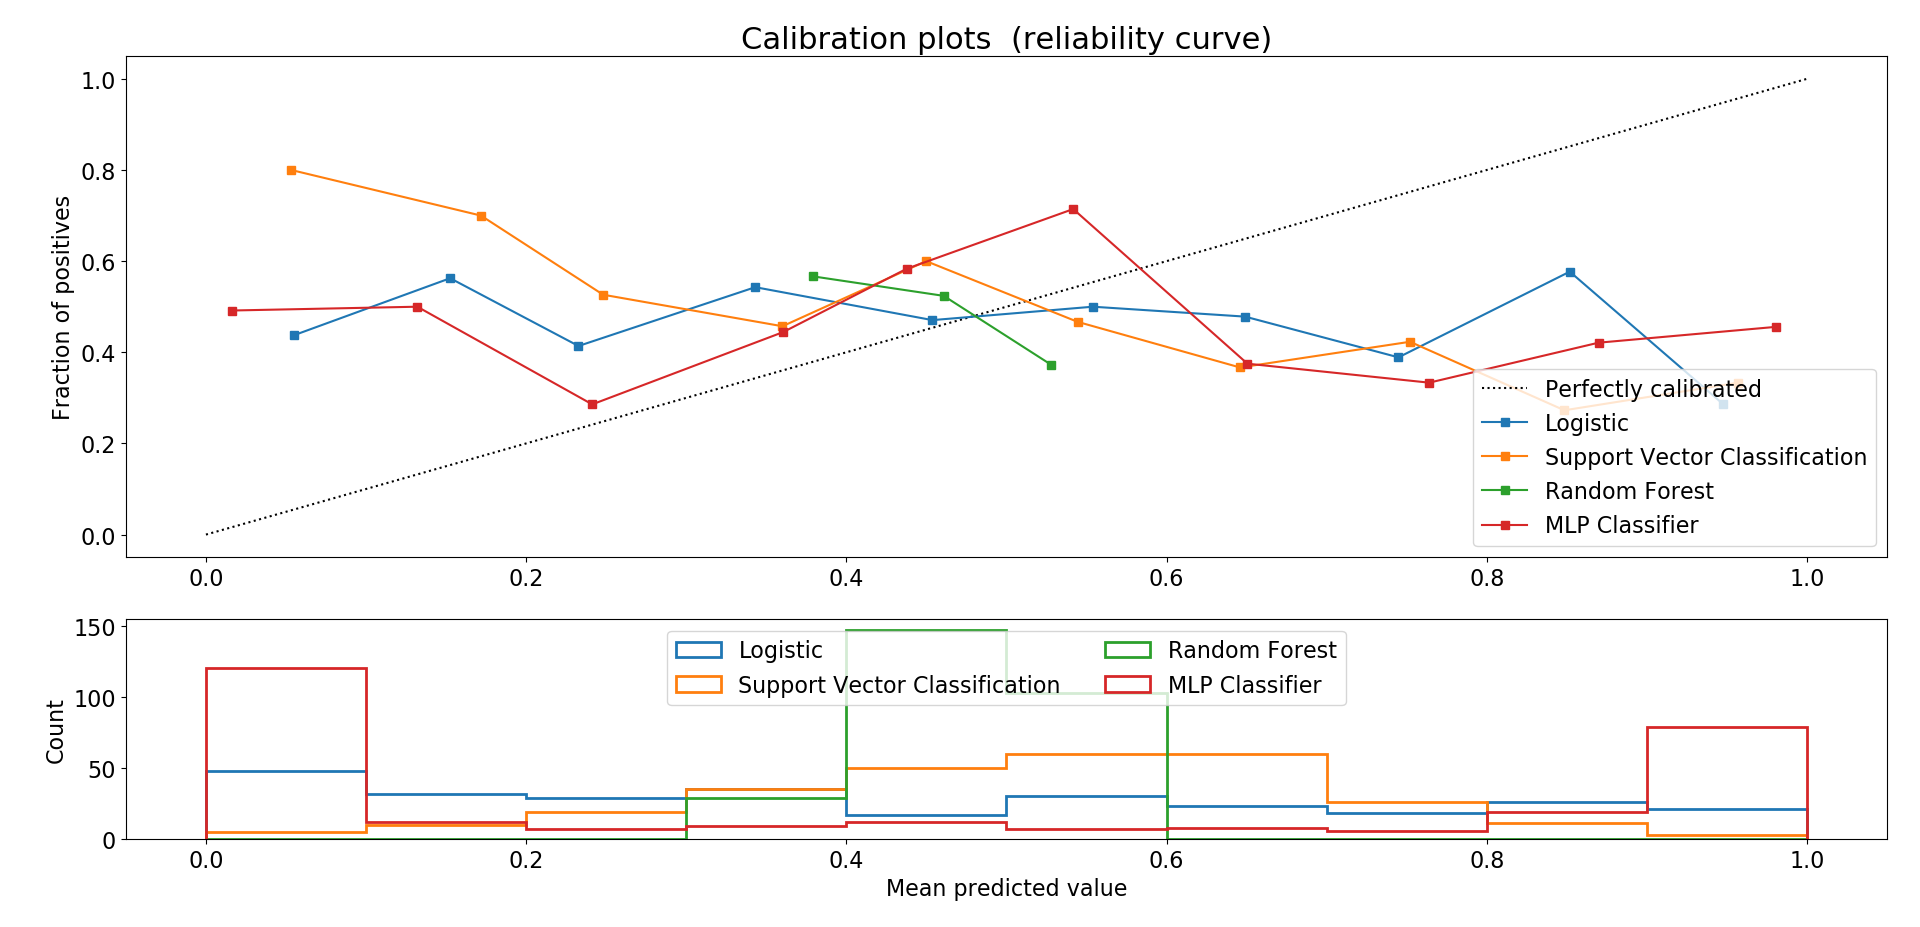 Calibration plots  (reliability curve)
Fraction of positives
1.0
0.8
0.6
0.4
0.2
0.0
0.0 0.2 0.4 0.6 0.8 1.0
Perfectly calibrated
Logistic
Support Vector Classification
Random Forest
MLP Classifier
Count
150
100
50
0
Logistic
Support Vector Classification
Random Forest
MLP Classifier
0.0 0.2 0.4 0.6 0.8 1.0
Mean predicted value